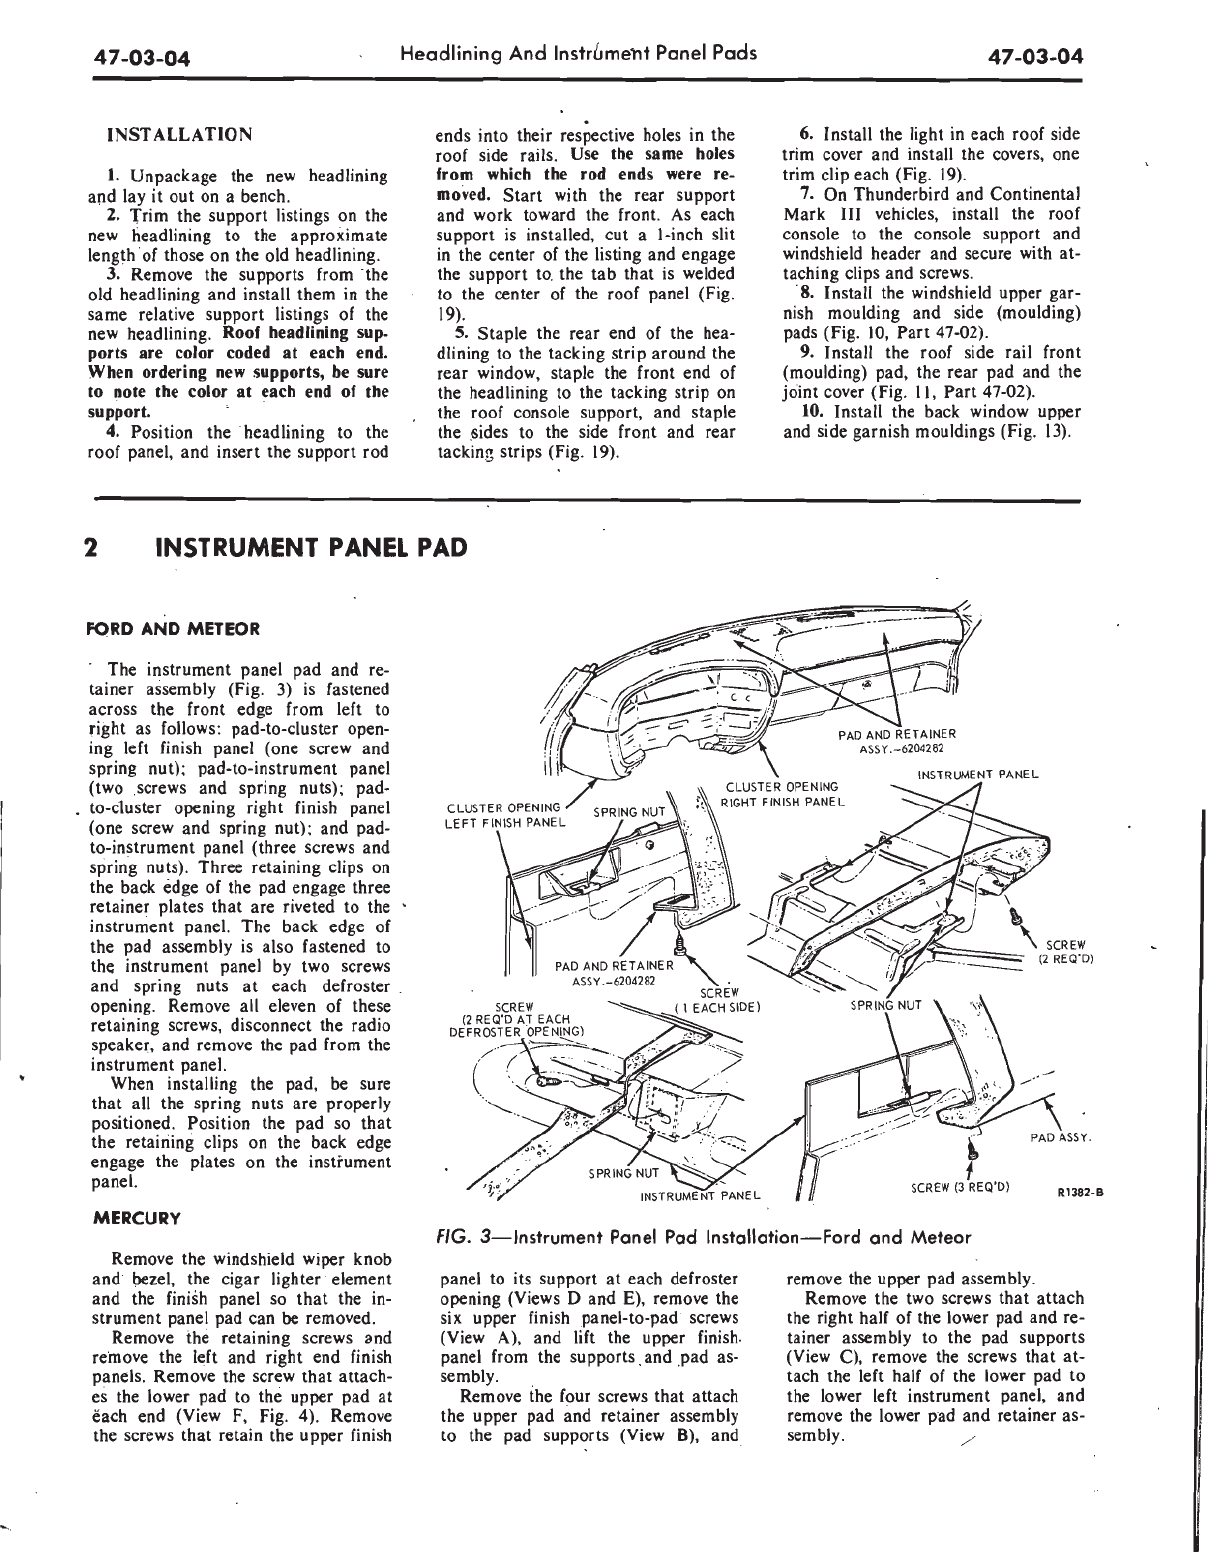 47-03-04
Headlining And Instrument Panel Pads
47-03-04
INSTALLATION
1. Unpackage the new headlining
and lay it out on a bench.
2. Trim the support listings on the
new headlining to the approximate
length of those on the old headlining.
3. Remove the supports from the
old headlining and install them in the
same relative support listings of the
new headlining. Roof headlining sup-
ports are color coded at each end.
When ordering new supports, be sure
to note the color at each end of the
support.
4. Position the headlining to the
roof panel, and insert the support rod
ends into their respective holes in the
roof side rails. Use the same holes
from which the rod ends were re-
moved. Start with the rear support
and work toward the front. As each
support is installed, cut a 1-inch slit
in the center of the listing and engage
the support to the tab that is welded
to the center of the roof panel (Fig.
19).
5. Staple the rear end of the hea-
dlining to the tacking strip around the
rear window, staple the front end of
the headlining to the tacking strip on
the roof console support, and staple
the sides to the side front and rear
tacking strips (Fig. 19).
6. Install the light in each roof side
trim cover and install the covers, one
trim clip each (Fig. 19).
7. On Thunderbird and Continental
Mark III vehicles, install the roof
console to the console support and
windshield header and secure with at-
taching clips and screws.
8. Install the windshield upper gar-
nish moulding and side (moulding)
pads (Fig. 10, Part 47-02).
9. Install the roof side rail front
(moulding) pad, the rear pad and the
joint cover (Fig. 11, Part 47-02).
10. Install the back window upper
and side garnish mouldings (Fig. 13).
2 INSTRUMENT PANEL PAD
FORD AND METEOR
The instrument panel pad and re-
tainer assembly (Fig. 3) is fastened
across the front edge from left to
right as follows: pad-to-cluster open-
ing left finish panel (one screw and
spring nut); pad-to-instrument panel
(two screws and spring nuts); pad-
to-cluster opening right finish panel
(one screw and spring nut); and pad-
to-instrument panel (three screws and
spring nuts). Three retaining clips on
the back edge of the pad engage three
retainer plates that are riveted to the
instrument panel. The back edge of
the pad assembly is also fastened to
the instrument panel by two screws
and spring nuts at each defroster
opening. Remove all eleven of these
retaining screws, disconnect the radio
speaker, and remove the pad from the
instrument panel.
When installing the pad, be sure
that all the spring nuts are properly
positioned. Position the pad so that
the retaining clips on the back edge
engage the plates on the instrument
panel.
MERCURY
Remove the windshield wiper knob
and bezel, the cigar lighter element
and the finish panel so that the in-
strument panel pad can be removed.
Remove the retaining screws and
remove the left and right end finish
panels. Remove the screw that attach-
es the lower pad to the upper pad at
each end (View F, Fig. 4). Remove
the screws that retain the upper finish
PAD AND RETAINER
ASSY.-6204282
CLUSTER OPENING
RIGHT FINISH PANEL
INSTRUMENT PANEL
CLUSTER OPENING
LEFT FINISH PANEL
SPRING NUT
PAD AND RETAINER
ASSY.-6204282
SCREW
(1 EACH SIDE)
SCREW
(2 REQ'D)
SCREW
(2 REQ'D AT EACH
DEFROSTER OPENING)
SPRING NUT
SPRING NUT
INSTRUMENT PANEL
PAD ASSY.
SCREW (3 REQ'D)
R1382-B
FIG. 3—Instrument Panel Pad Installation—Ford and Meteor
panel to its support at each defroster
opening (Views D and E), remove the
six upper finish panel-to-pad screws
(View A), and lift the upper finish
panel from the supports and pad as-
sembly.
Remove the four screws that attach
the upper pad and retainer assembly
to the pad supports (View B), and
remove the upper pad assembly.
Remove the two screws that attach
the right half of the lower pad and re-
tainer assembly to the pad supports
(View C), remove the screws that at-
tach the left half of the lower pad to
the lower left instrument panel, and
remove the lower pad and retainer as-
sembly.